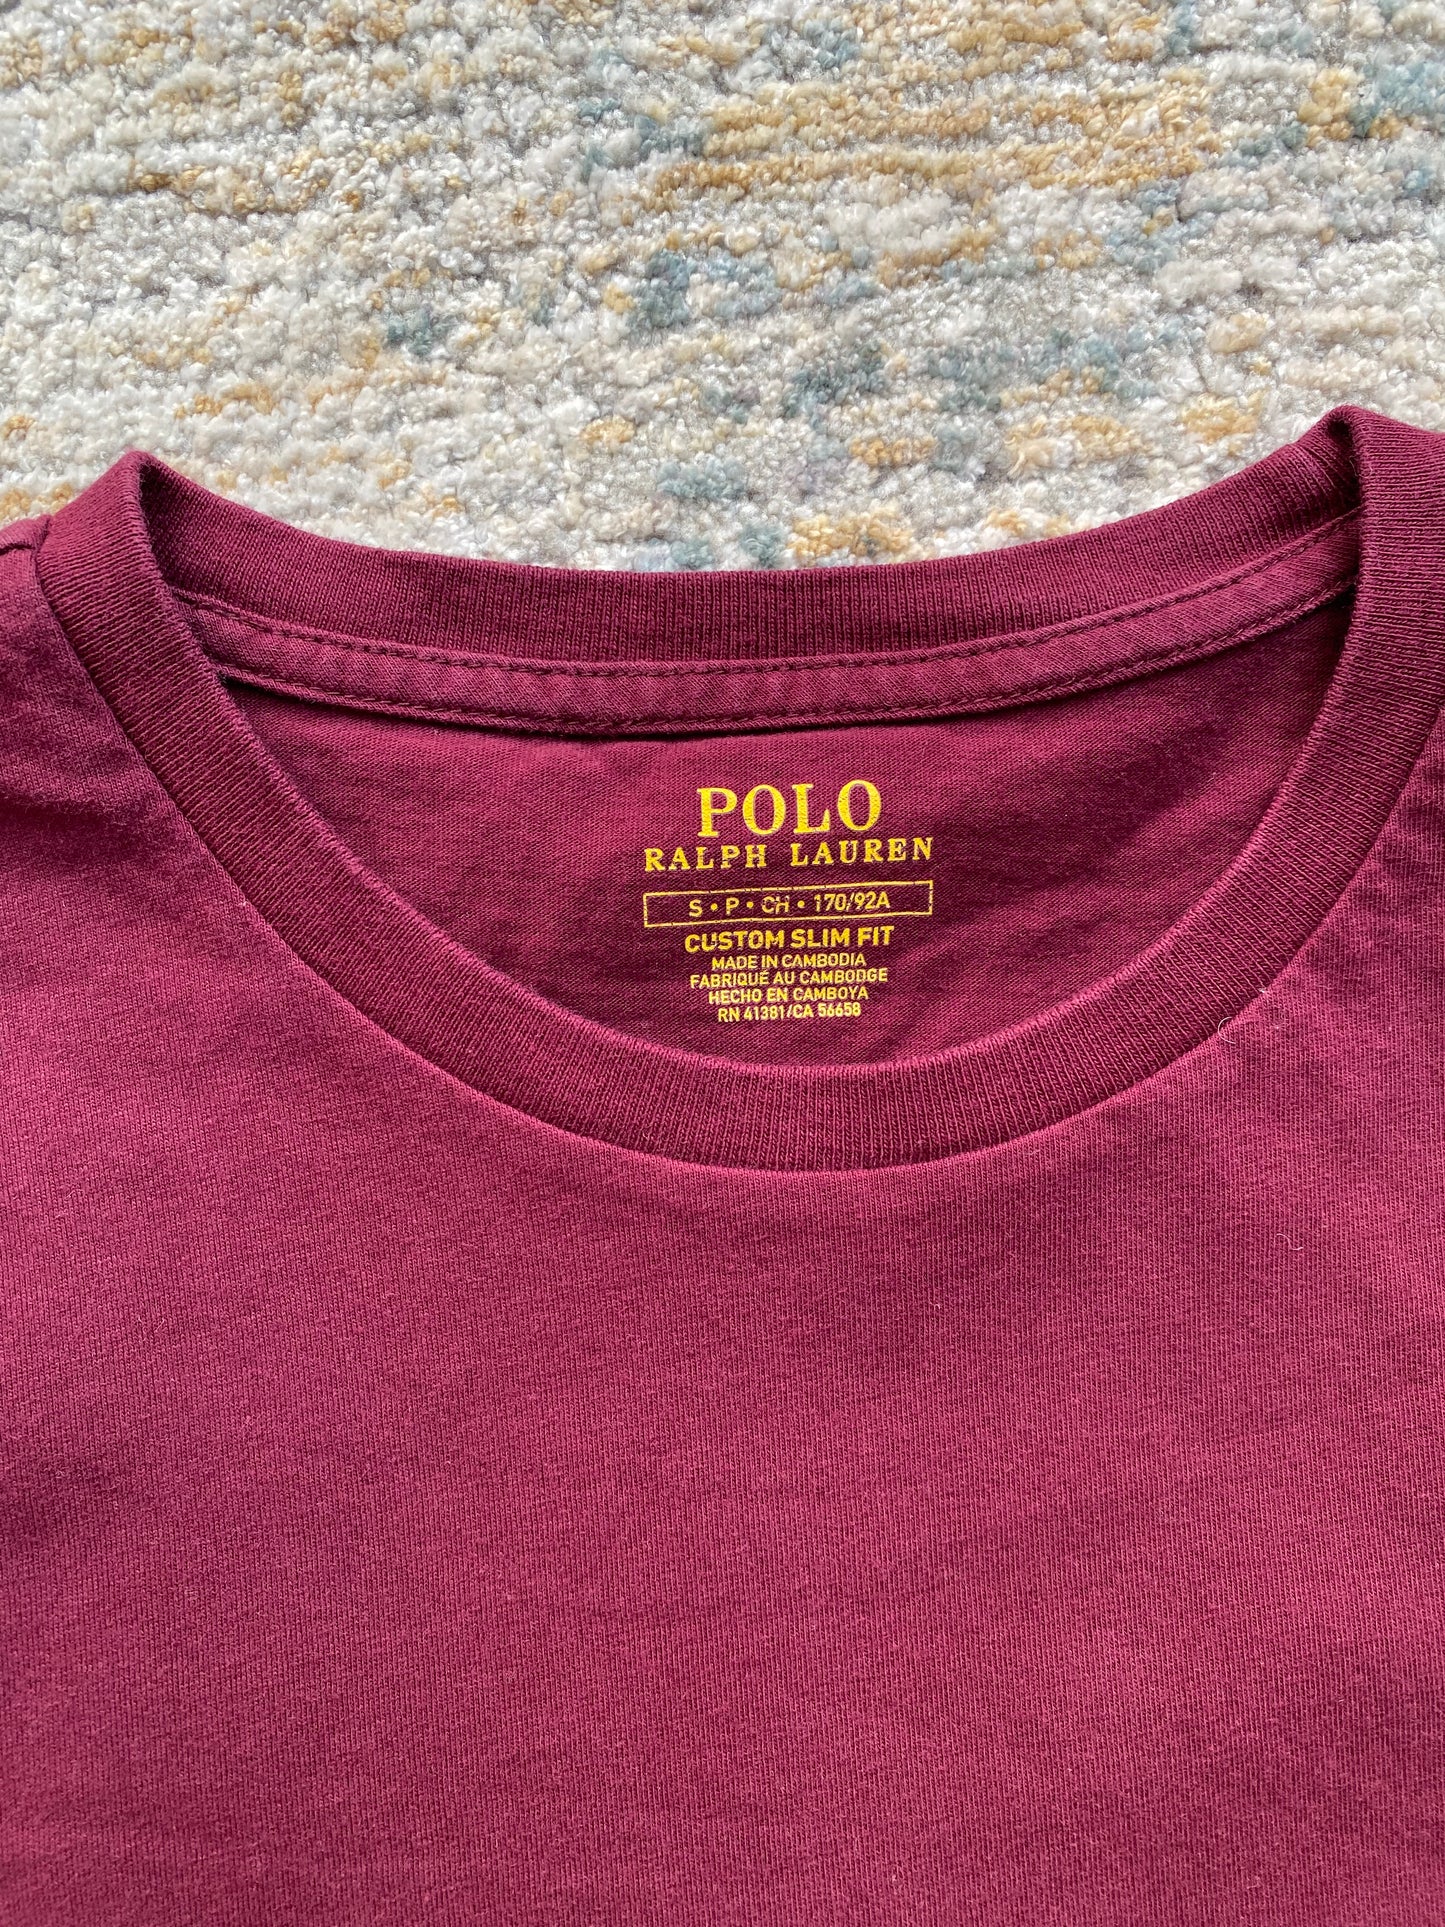 POLO
RALPH LAUREN
S • P • CH • 170/92A
CUSTOM SLIM FIT
MADE IN CAMBODIA
FABRIQUÉ AU CAMBODGE
HECHO EN CAMBOYA
RN 41381/CA 56658